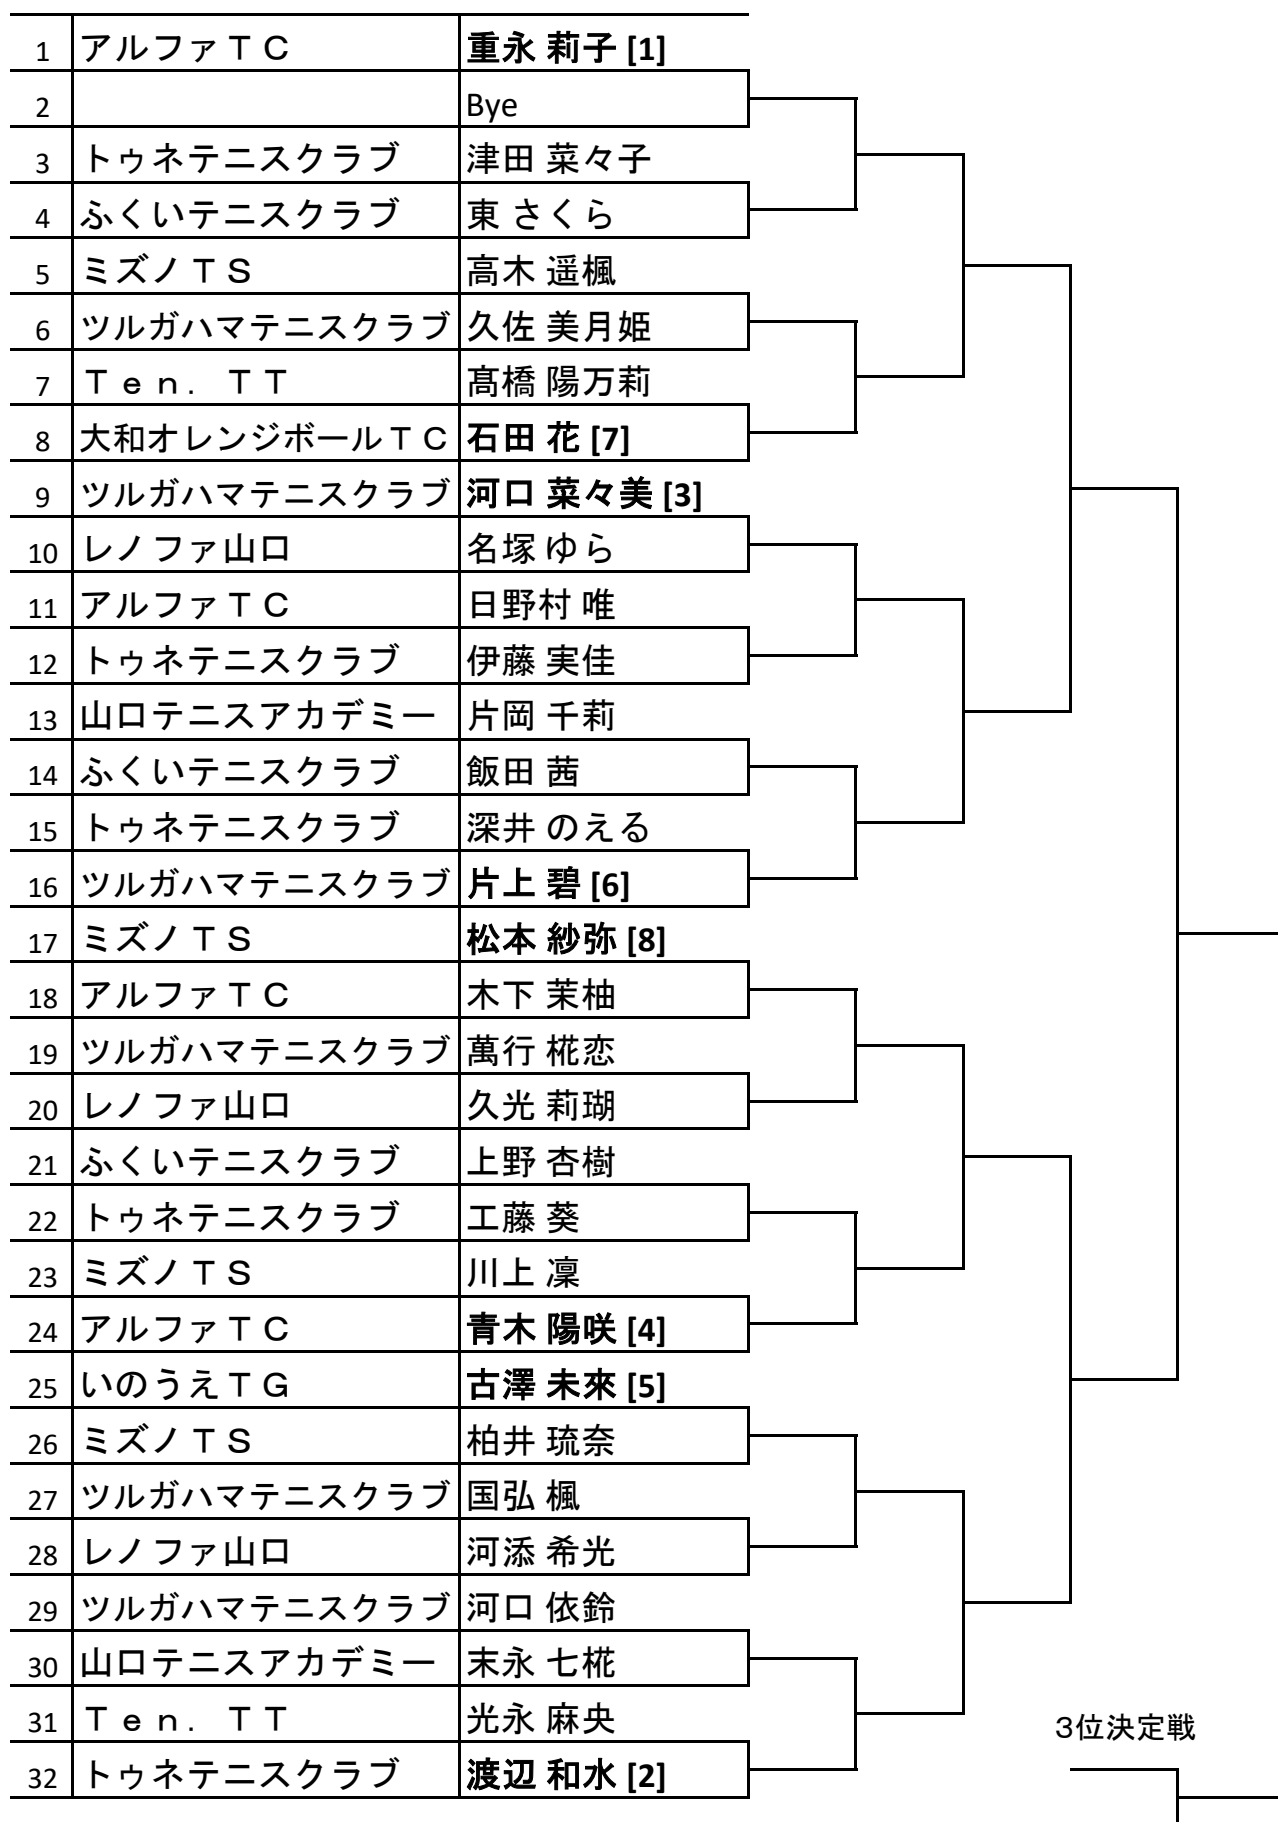 1 アルファＴＣ 重永 莉子 [1]
2 Bye
3 トゥネテニスクラブ 津田 菜々子
4 ふくいテニスクラブ 東 さくら
5 ミズノＴＳ 高木 遥楓
6 ツルガハマテニスクラブ 久佐 美月姫
7 Ｔｅｎ．ＴＴ 髙橋 陽万莉
8 大和オレンジボールＴＣ 石田 花 [7]
9 ツルガハマテニスクラブ 河口 菜々美 [3]
10 レノファ山口 名塚 ゆら
11 アルファＴＣ 日野村 唯
12 トゥネテニスクラブ 伊藤 実佳
13 山口テニスアカデミー 片岡 千莉
14 ふくいテニスクラブ 飯田 茜
15 トゥネテニスクラブ 深井 のえる
16 ツルガハマテニスクラブ 片上 碧 [6]
17 ミズノＴＳ 松本 紗弥 [8]
18 アルファＴＣ 木下 茉柚
19 ツルガハマテニスクラブ 萬行 椛恋
20 レノファ山口 久光 莉瑚
21 ふくいテニスクラブ 上野 杏樹
22 トゥネテニスクラブ 工藤 葵
23 ミズノＴＳ 川上 凜
24 アルファＴＣ 青木 陽咲 [4]
25 いのうえＴＧ 古澤 未來 [5]
26 ミズノＴＳ 柏井 琉奈
27 ツルガハマテニスクラブ 国弘 楓
28 レノファ山口 河添 希光
29 ツルガハマテニスクラブ 河口 依鈴
30 山口テニスアカデミー 末永 七椛
31 Ｔｅｎ．ＴＴ 光永 麻央
3位決定戦
32 トゥネテニスクラブ 渡辺 和水 [2]